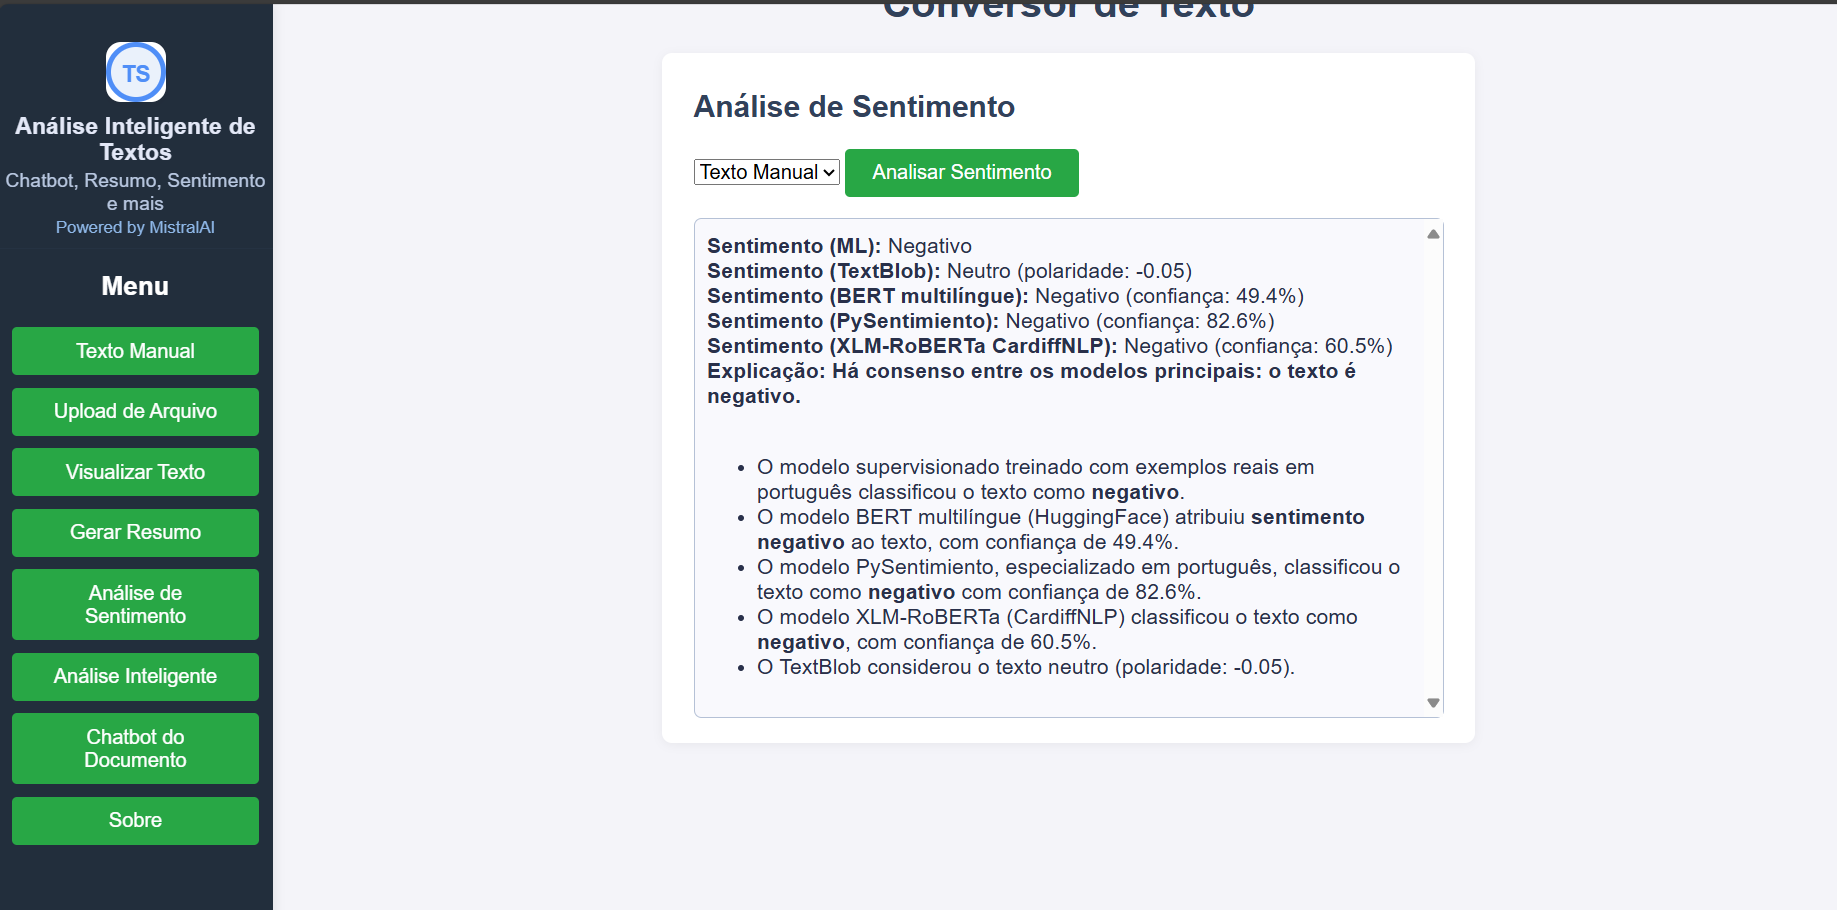 TS
Análise Inteligente de
Textos
Chatbot, Resumo, Sentimento
e mais
Powered by MistralAI
Menu
Texto Manual
Upload de Arquivo
Visualizar Texto
Gerar Resumo
Análise de
Sentimento
Análise Inteligente
Chatbot do
Documento
Sobre
Conversor de Texto
Análise de Sentimento
Texto Manual
Analisar Sentimento
Sentimento (ML): Negativo
Sentimento (TextBlob): Neutro (polaridade: -0.05)
Sentimento (BERT multilíngue): Negativo (confiança: 49.4%)
Sentimento (PySentimiento): Negativo (confiança: 82.6%)
Sentimento (XLM-RoBERTa CardiffNLP): Negativo (confiança: 60.5%)
Explicação: Há consenso entre os modelos principais: o texto é
negativo.
• O modelo supervisionado treinado com exemplos reais em
português classificou o texto como negativo.
• O modelo BERT multilíngue (HuggingFace) atribuiu sentimento
negativo ao texto, com confiança de 49.4%.
• O modelo PySentimiento, especializado em português, classificou o
texto como negativo com confiança de 82.6%.
• O modelo XLM-RoBERTa (CardiffNLP) classificou o texto como
negativo, com confiança de 60.5%.
• O TextBlob considerou o texto neutro (polaridade: -0.05).